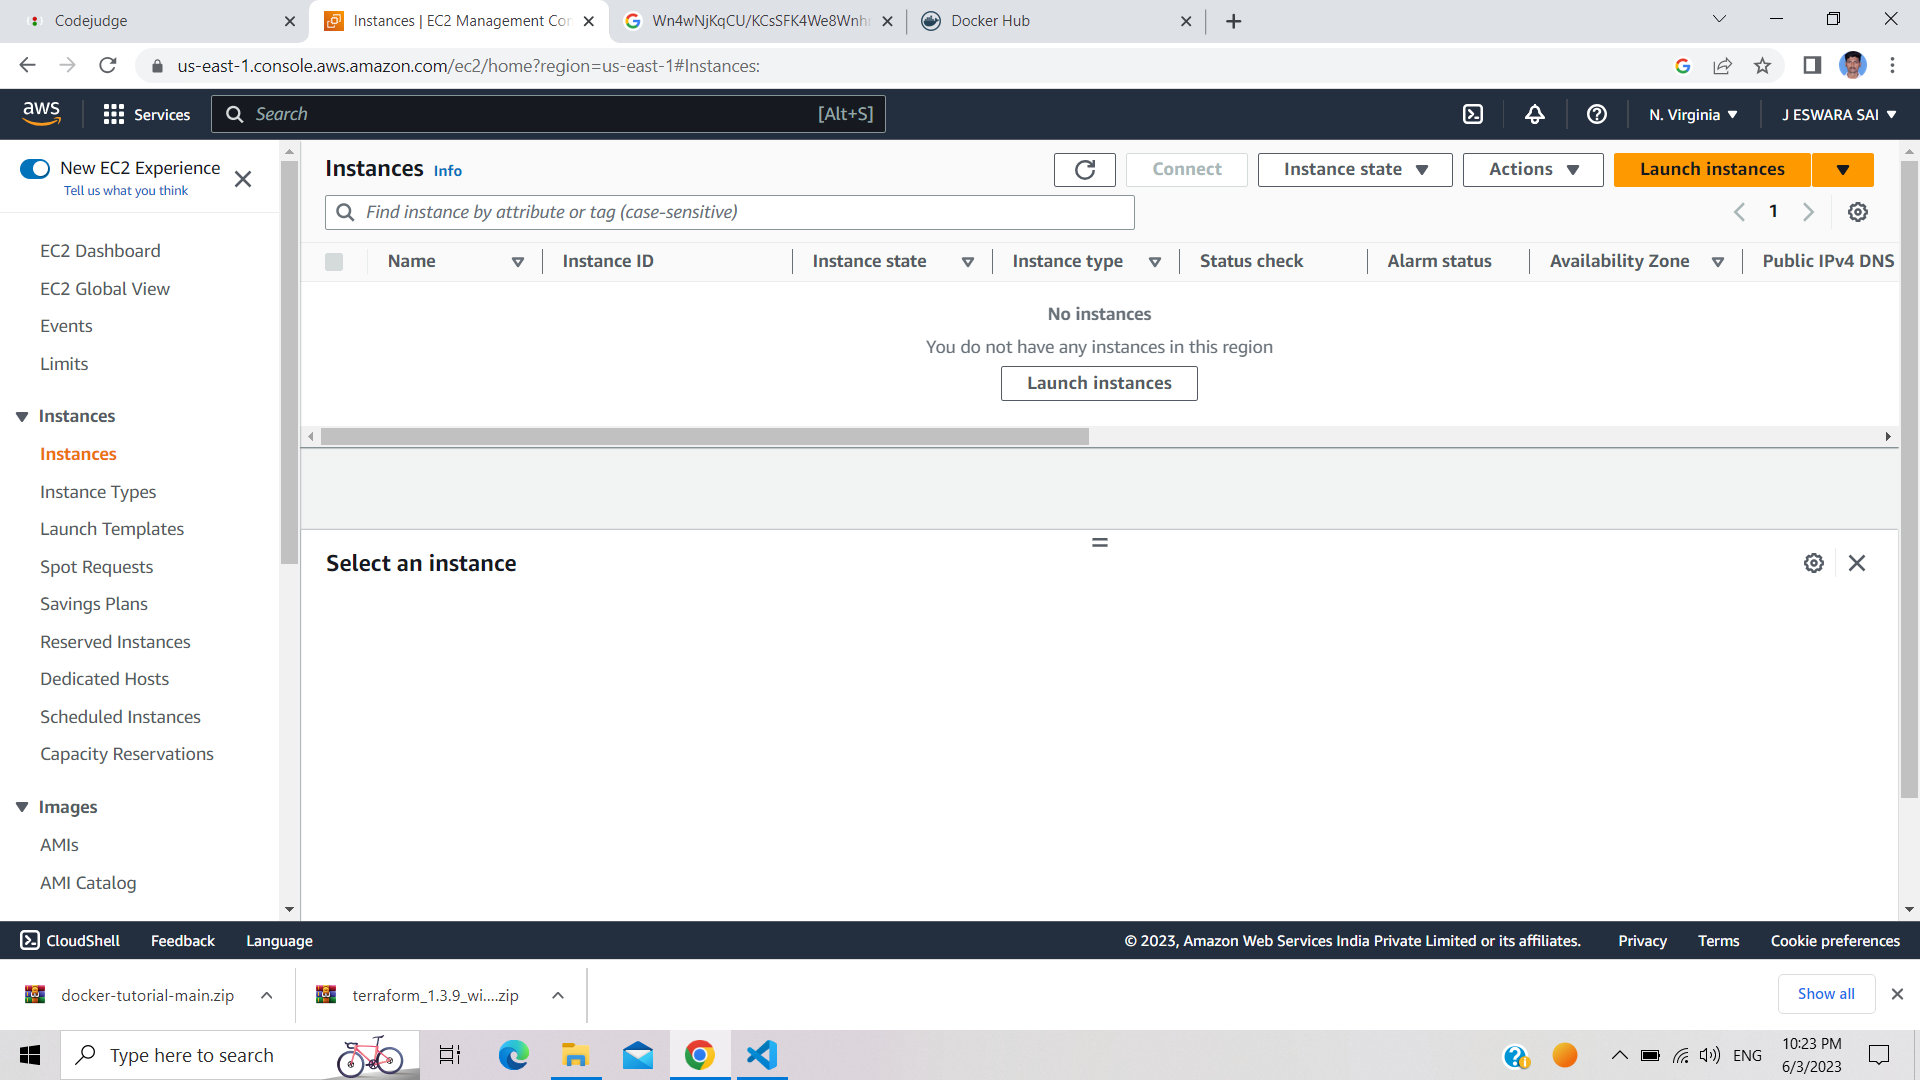 Codejudge
Instances | EC2 Management Con
Wn4wNjKqCU/KCsSFK4We8Wnhr
Docker Hub
us-east-1.console.aws.amazon.com/ec2/home?region=us-east-1#Instances:
aws
Services
Search
[Alt+S]
N. Virginia
J ESWARA SAI
New EC2 Experience
Tell us what you think
EC2 Dashboard
EC2 Global View
Events
Limits
Instances
Instances
Instance Types
Launch Templates
Spot Requests
Savings Plans
Reserved Instances
Dedicated Hosts
Scheduled Instances
Capacity Reservations
Images
AMIs
AMI Catalog
Instances Info
Connect
Instance state
Actions
Launch instances
Find instance by attribute or tag (case-sensitive)
1
Name
Instance ID
Instance state
Instance type
Status check
Alarm status
Availability Zone
Public IPv4 DNS
No instances
You do not have any instances in this region
Launch instances
Select an instance
CloudShell
Feedback
Language
© 2023, Amazon Web Services India Private Limited or its affiliates.
Privacy
Terms
Cookie preferences
docker-tutorial-main.zip
terraform_1.3.9_wi....zip
Show all
Type here to search
ENG
10:23 PM
6/3/2023